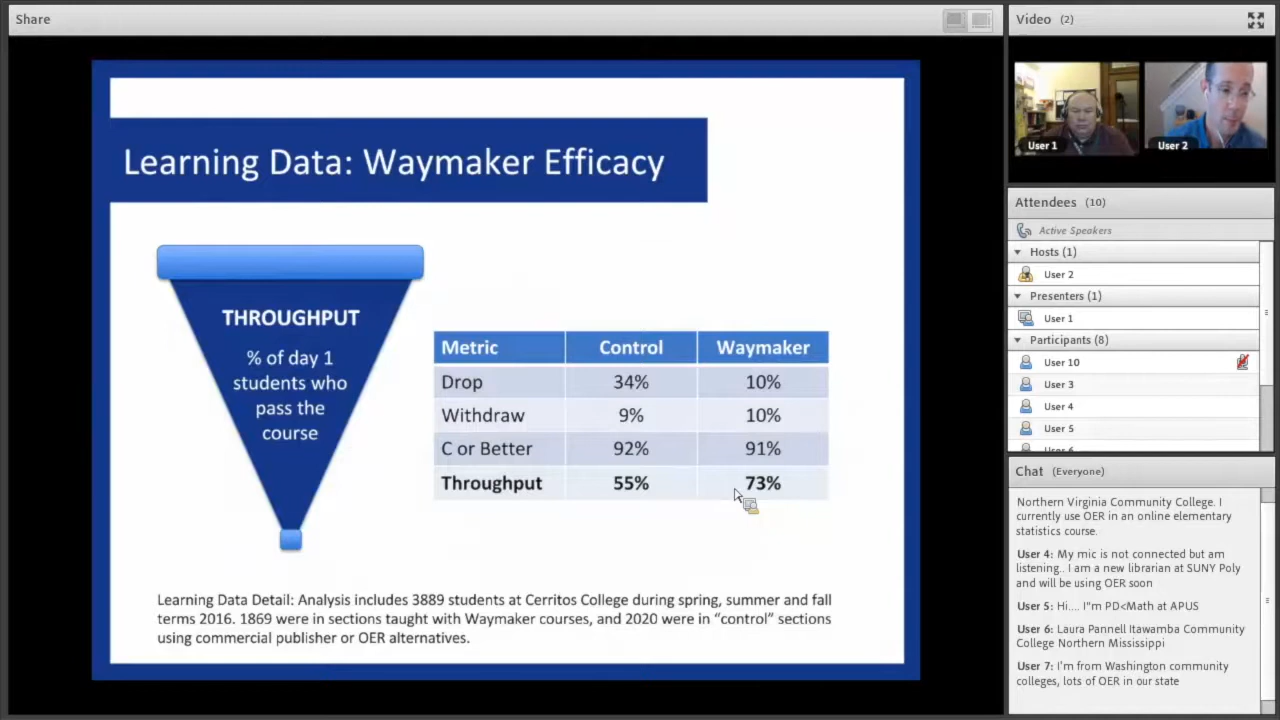 Share
Learning Data: Waymaker Efficacy
THROUGHPUT
% of day 1
students who
pass the
course
Metric Control Waymaker
Drop 34% 10%
Withdraw 9% 10%
C or Better 92% 91%
Throughput 55% 73%
Learning Data Detail: Analysis includes 3889 students at Cerritos College during spring, summer and fall
terms 2016. 1869 were in sections taught with Waymaker courses, and 2020 were in “control” sections
using commercial publisher or OER alternatives.
Video (2)
User 1
User 2
Attendees (10)
Active Speakers
Hosts (1)
User 2
Presenters (1)
User 1
Participants (8)
User 10
User 3
User 4
User 5
User 6
Chat (Everyone)
Northern Virginia Community College. I
currently use OER in an online elementary
statistics course.
User 4: My mic is not connected but am
listening.. I am a new librarian at SUNY Poly
and will be using OER soon
User 5: Hi.... I"m PD<Math at APUS
User 6: Laura Pannell Itawamba Community
College Northern Mississippi
User 7: I'm from Washington community
colleges, lots of OER in our state